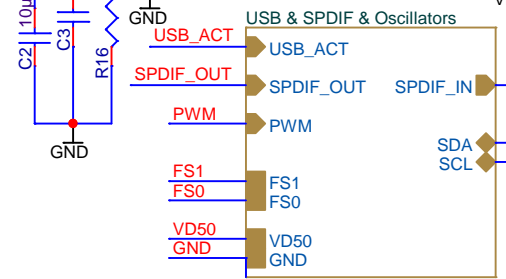 GND
USB & SPDIF & Oscillators
C2
10µ
C3
R16
USB_ACT
USB_ACT
SPDIF_OUT
SPDIF_OUT
SPDIF_IN
PWM
PWM
GND
SDA
SCL
FS1
FS1
FS0
FS0
VD50
VD50
GND
GND